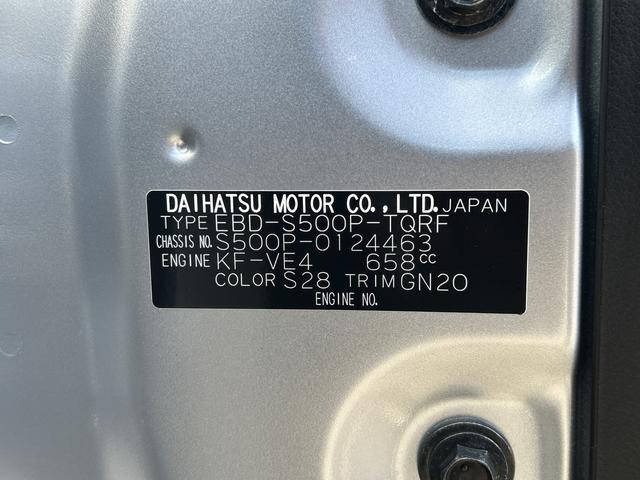 DAIHATSU MOTOR CO., LTD. JAPAN
TYPE EBD-S500P-TQRF
CHASSIS NO. S500P-0124463
ENGINE KF-VE4 658cc
COLOR S28 TRIM GN20
ENGINE NO.